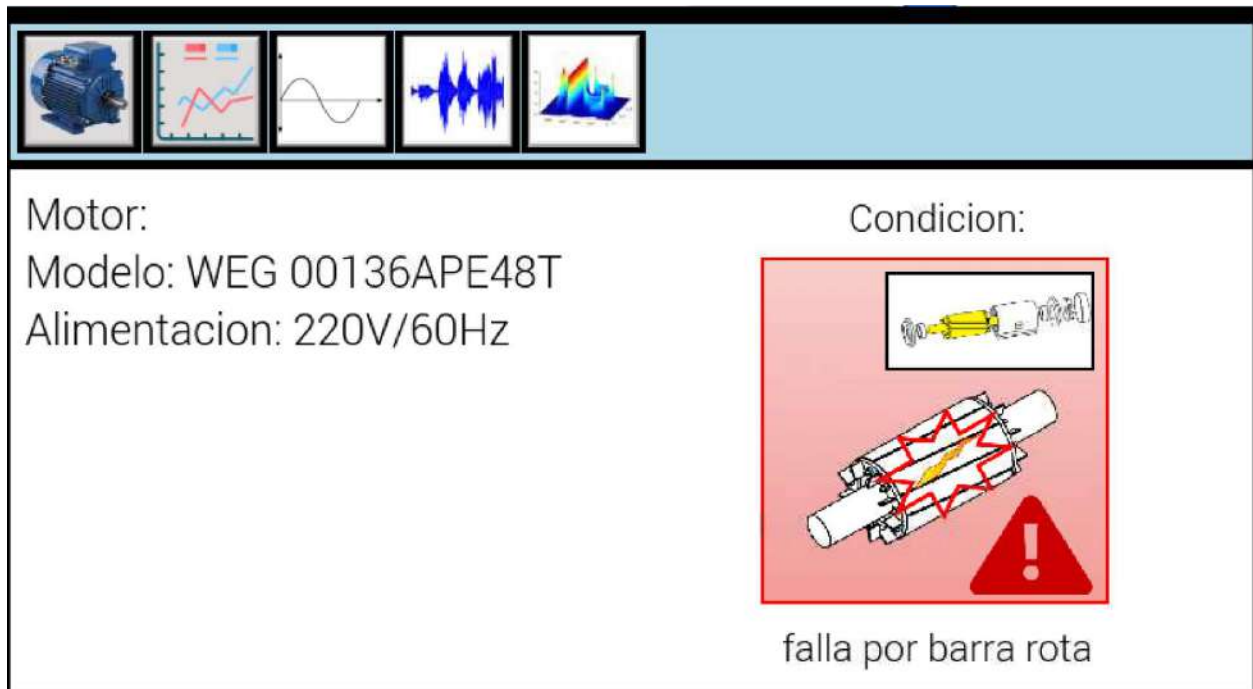 Motor:
Modelo: WEG 00136APE48T
Alimentacion: 220V/60Hz
Condicion:
falla por barra rota